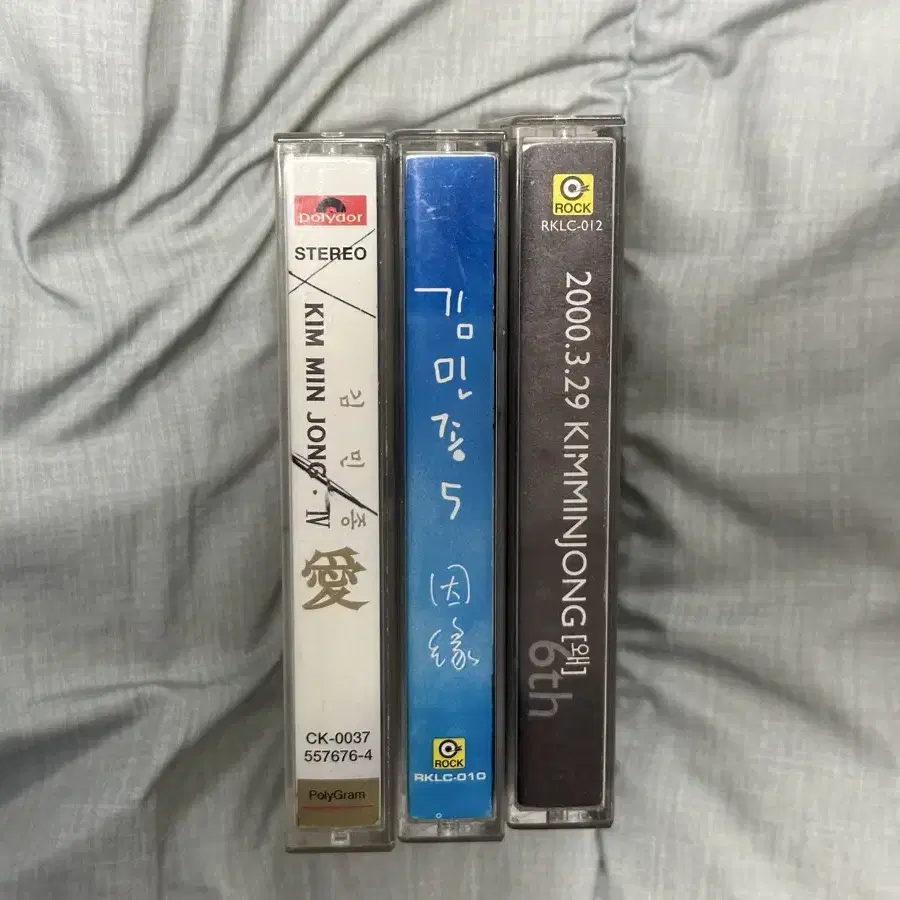 polydor
STEREO
KIM MIN JONG · IV
김민종
愛
CK-0037
557676-4
PolyGram
김민종 5
因緣
ROCK
RKLC-010
ROCK
RKLC-012
2000.3.29 KIMMINJONG [왜]
6th